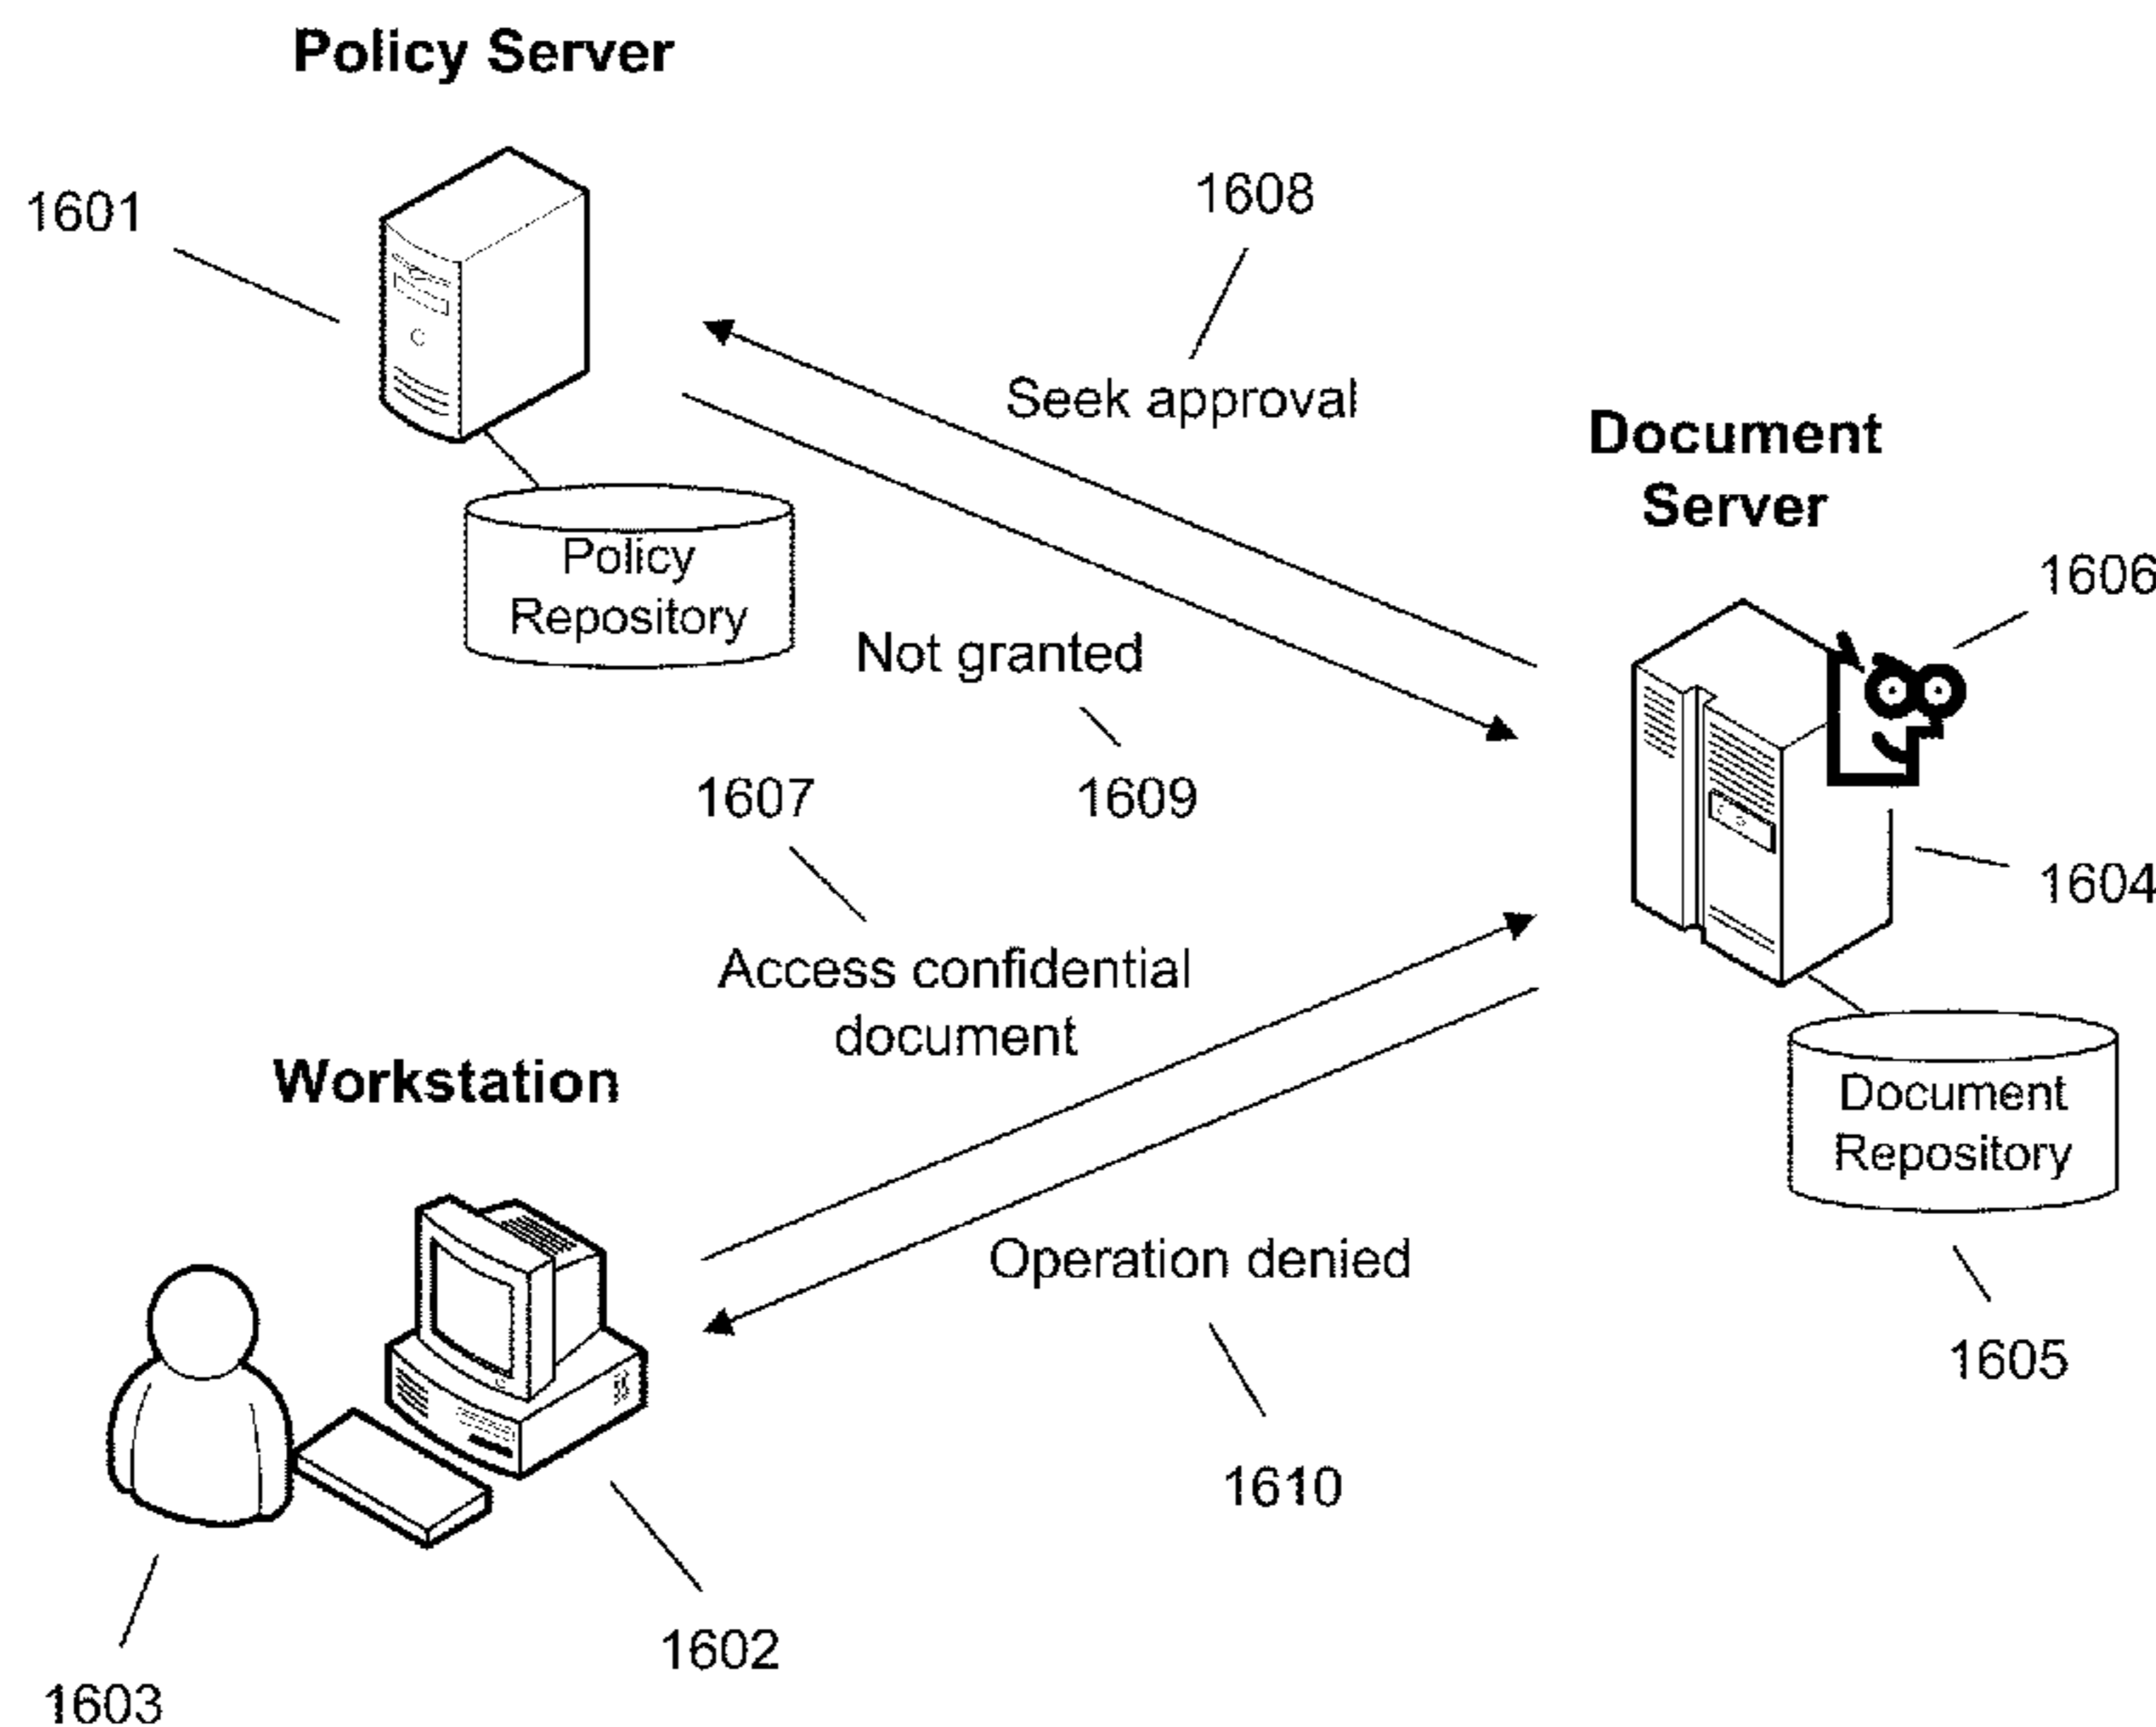 Policy Server
1601
1608
Seek approval
Document
Server
Policy
Repository
1606
Not granted
1607
1609
1604
Access confidential
document
Workstation
Document
Repository
Operation denied
1605
1610
1602
1603